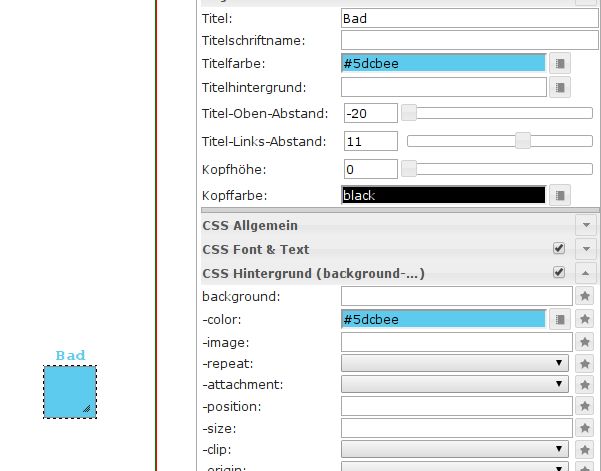 Titel: Bad
Titelschriftname:
Titelfarbe: #5dcbee
Titelhintergrund:
Titel-Oben-Abstand: -20
Titel-Links-Abstand: 11
Kopfhöhe: 0
Kopffarbe: black
CSS Allgemein
CSS Font & Text
CSS Hintergrund (background-...)
background:
-color: #5dcbee
-image:
-repeat:
Bad
-attachment:
-position:
-size:
-clip:
-origin: